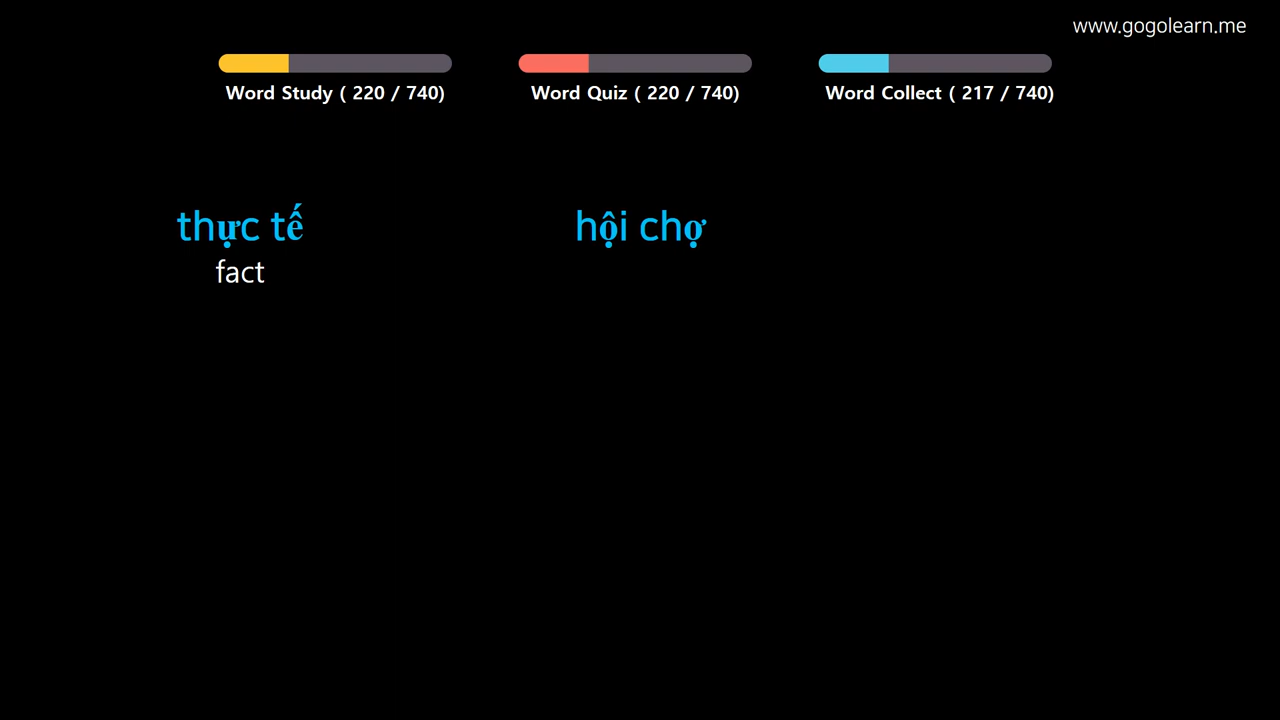 www.gogolearn.me
Word Study ( 220 / 740)
Word Quiz ( 220 / 740)
Word Collect ( 217 / 740)
thực tế
hội chợ
fact